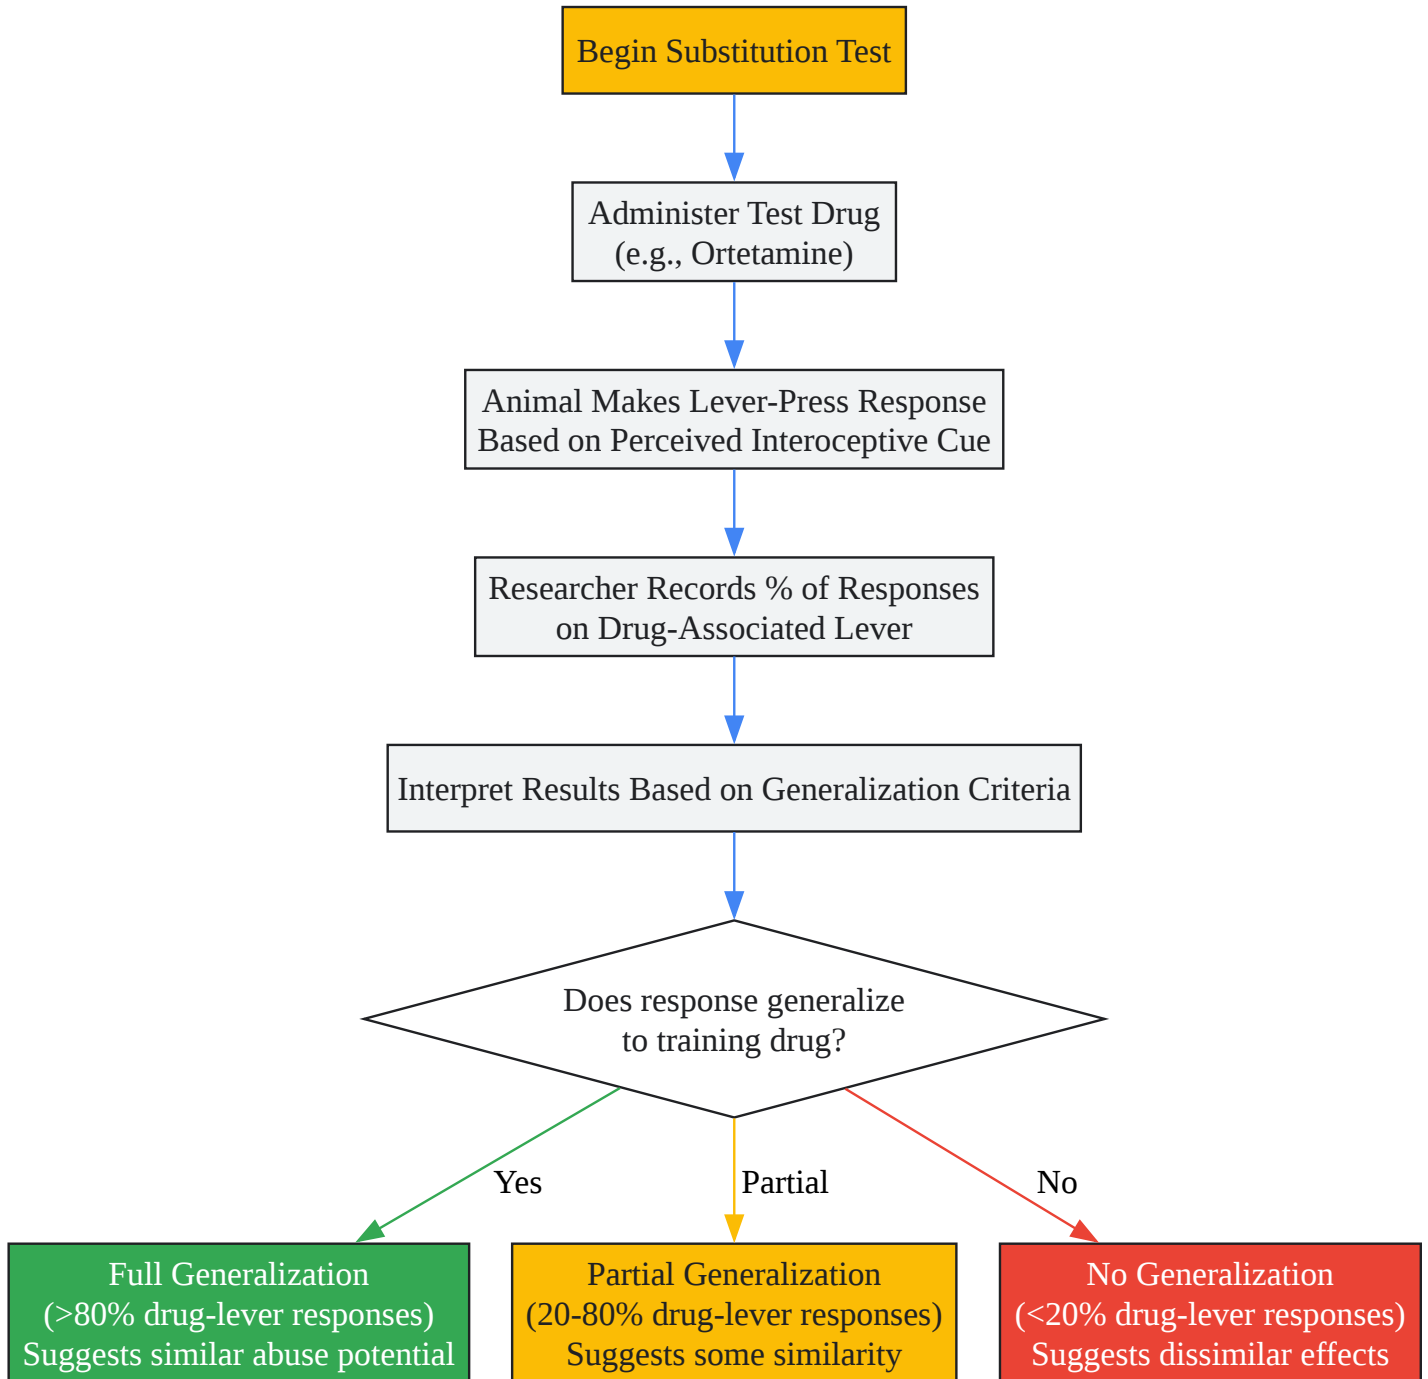 Begin Substitution Test
Administer Test Drug
(e.g., Ortetamine)
Animal Makes Lever-Press Response
Based on Perceived Interoceptive Cue
Researcher Records % of Responses
on Drug-Associated Lever
Interpret Results Based on Generalization Criteria
Does response generalize
to training drug?
Yes
Partial
No
Full Generalization
(>80% drug-lever responses)
Suggests similar abuse potential
Partial Generalization
(20-80% drug-lever responses)
Suggests some similarity
No Generalization
(<20% drug-lever responses)
Suggests dissimilar effects